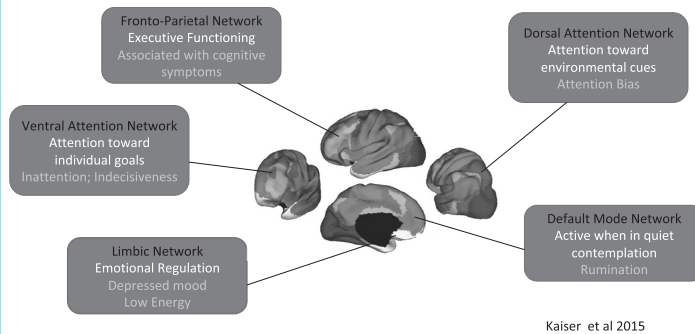 Fronto-Parietal Network
Executive Functioning
Associated with cognitive
symptoms
Dorsal Attention Network
Attention toward
environmental cues
Attention Bias
Ventral Attention Network
Attention toward
individual goals
Inattention; Indecisiveness
Default Mode Network
Active when in quiet
contemplation
Rumination
Limbic Network
Emotional Regulation
Depressed mood
Low Energy
Kaiser et al 2015